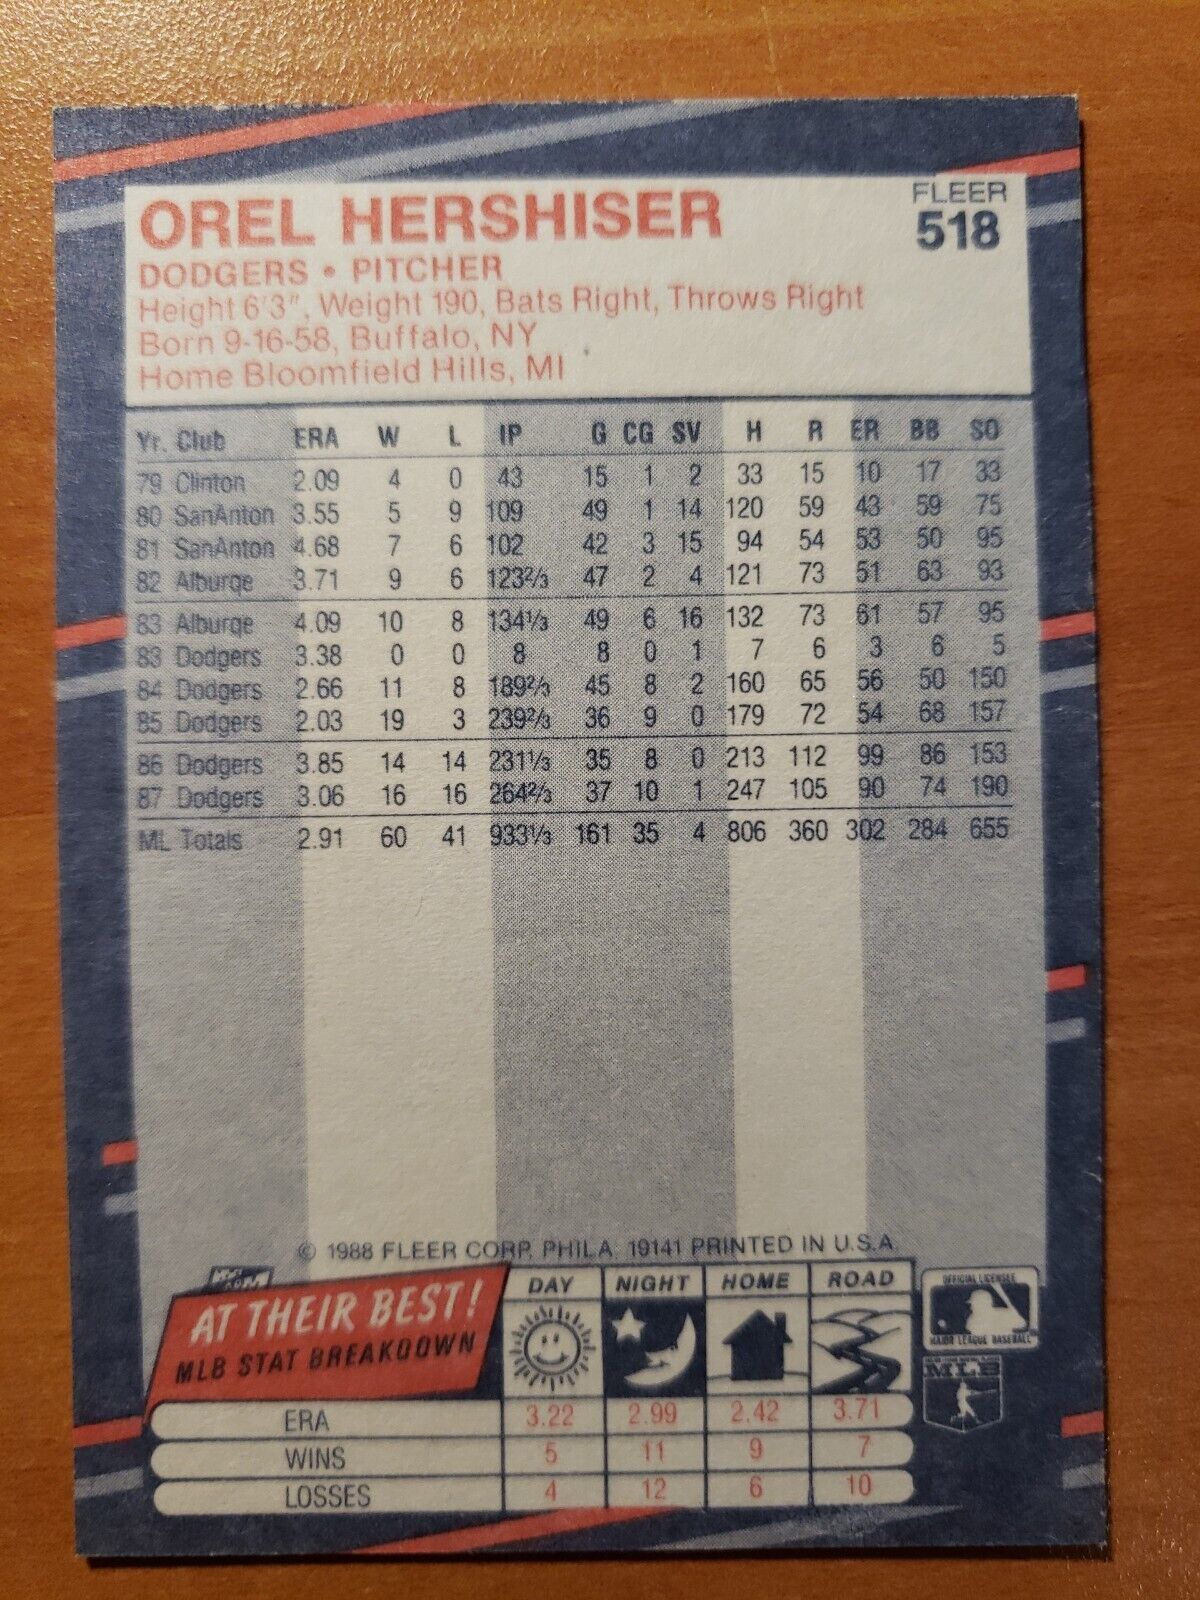 OREL HERSHISER
FLEER
518
DODGERS • PITCHER
Height 6'3", Weight 190, Bats Right, Throws Right
Born 9-16-58, Buffalo, NY
Home Bloomfield Hills, MI
Yr. Club ERA W L IP G CG SV H R ER BB SO
79 Clinton 2.09 4 0 43 15 1 2 33 15 10 17 33
80 SanAnton 3.55 5 9 109 49 1 14 120 59 43 59 75
81 SanAnton 4.68 7 6 102 42 3 15 94 54 53 50 95
82 Alburqe 3.71 9 6 123⅔ 47 2 4 121 73 51 63 93
83 Alburqe 4.09 10 8 134⅓ 49 6 16 132 73 61 57 95
83 Dodgers 3.38 0 0 8 8 0 1 7 6 3 6 5
84 Dodgers 2.66 11 8 189⅔ 45 8 2 160 65 56 50 150
85 Dodgers 2.03 19 3 239⅔ 36 9 0 179 72 54 68 157
86 Dodgers 3.85 14 14 231⅓ 35 8 0 213 112 99 86 153
87 Dodgers 3.06 16 16 264⅔ 37 10 1 247 105 90 74 190
ML Totals 2.91 60 41 933⅓ 161 35 4 806 360 302 284 655
© 1988 FLEER CORP., PHILA. 19141 PRINTED IN U.S.A.
AT THEIR BEST!
MLB STAT BREAKDOWN
DAY NIGHT HOME ROAD
ERA 3.22 2.99 2.42 3.71
WINS 5 11 9 7
LOSSES 4 12 6 10
OFFICIAL LICENSEE
MAJOR LEAGUE BASEBALL
MLB